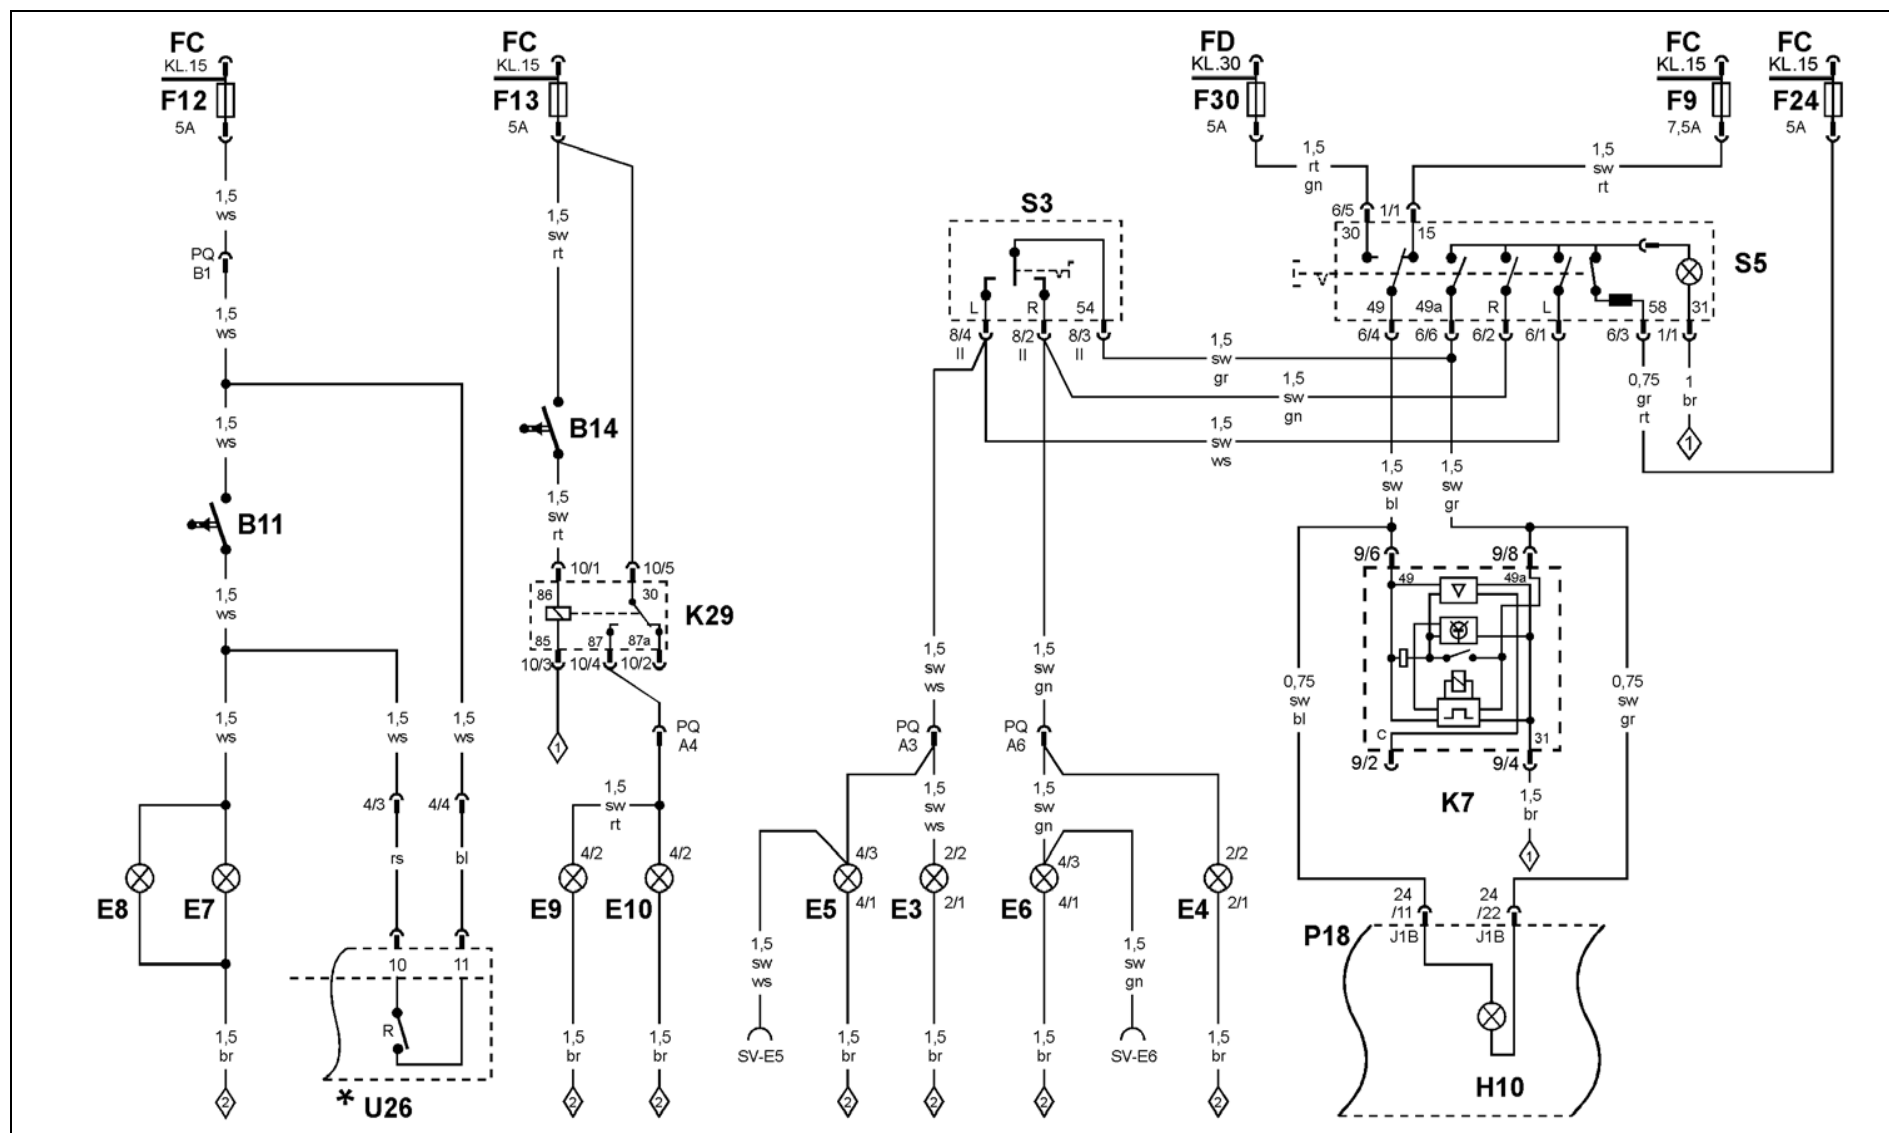 FC
KL.15
F12
5A
FC
KL.15
F13
5A
FD
KL.30
F30
5A
FC
KL.15
F9
7,5A
FC
KL.15
F24
5A
1,5
ws
PQ
B1
1,5
ws
1,5
ws
B11
1,5
ws
1,5
ws
1,5
ws
1,5
ws
4/3
4/4
rs
bl
E8
E7
10
11
R
* U26
1,5
br
2
1,5
sw
rt
B14
1,5
sw
rt
10/1
10/5
86
30
K29
85
87
87a
10/3
10/4
10/2
1
PQ
A4
1,5
sw
rt
4/2
4/2
E9
E10
1,5
br
2
1,5
br
2
S3
L
R
54
8/4
II
8/2
II
8/3
II
1,5
sw
gr
1,5
sw
gn
1,5
sw
ws
1,5
sw
ws
1,5
sw
gn
PQ
A3
PQ
A6
1,5
sw
ws
1,5
sw
gn
4/3
2/2
4/3
2/2
E5
4/1
E3
2/1
E6
4/1
E4
2/1
1,5
sw
ws
SV-E5
1,5
br
2
1,5
br
2
1,5
br
2
1,5
sw
gn
SV-E6
1,5
br
2
1,5
rt
gn
1,5
sw
rt
6/5
1/1
30
15
S5
49
49a
R
L
58
31
6/4
6/6
6/2
6/1
6/3
1/1
0,75
gr
rt
1
br
1
1,5
sw
bl
1,5
sw
gr
9/6
9/8
49
49a
C
31
9/2
9/4
K7
1,5
br
1
0,75
sw
bl
0,75
sw
gr
24
/11
24
/22
P18
J1B
J1B
H10